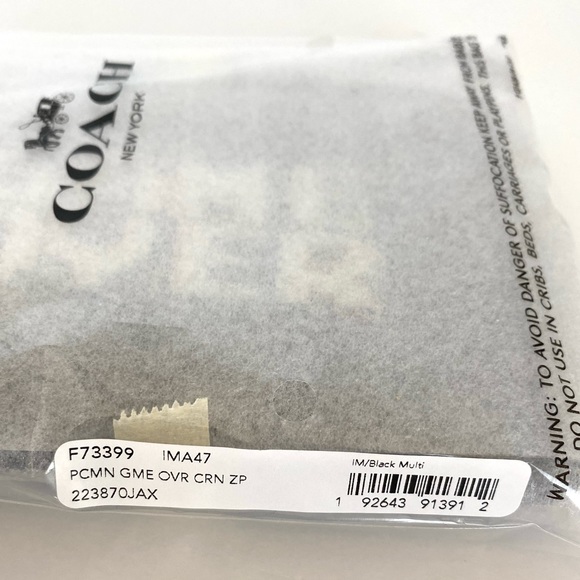 COACH
NEW YORK
WARNING: TO AVOID DANGER OF SUFFOCATION KEEP AWAY FROM BABIES
DO NOT USE IN CRIBS, BEDS, CARRIAGES OR PLAYPENS. THIS BAG
F73399 IMA47
PCMN GME OVR CRN ZP
223870JAX
IM/Black Multi
1 92643 91391 2